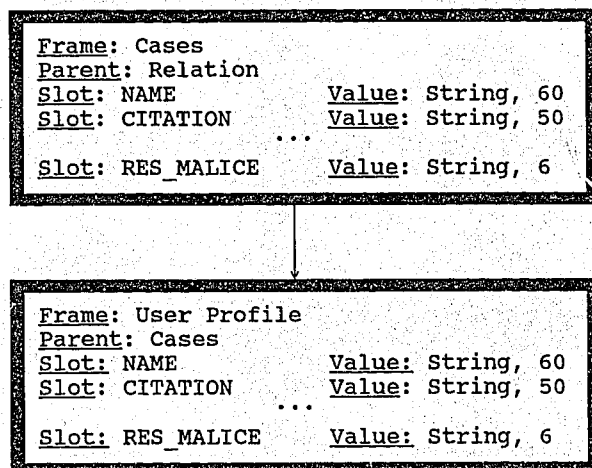 Frame: Cases
Parent: Relation
Slot: NAME Value: String, 60
Slot: CITATION Value: String, 50
...
Slot: RES_MALICE Value: String, 6
Frame: User Profile
Parent: Cases
Slot: NAME Value: String, 60
Slot: CITATION Value: String, 50
...
Slot: RES_MALICE Value: String, 6